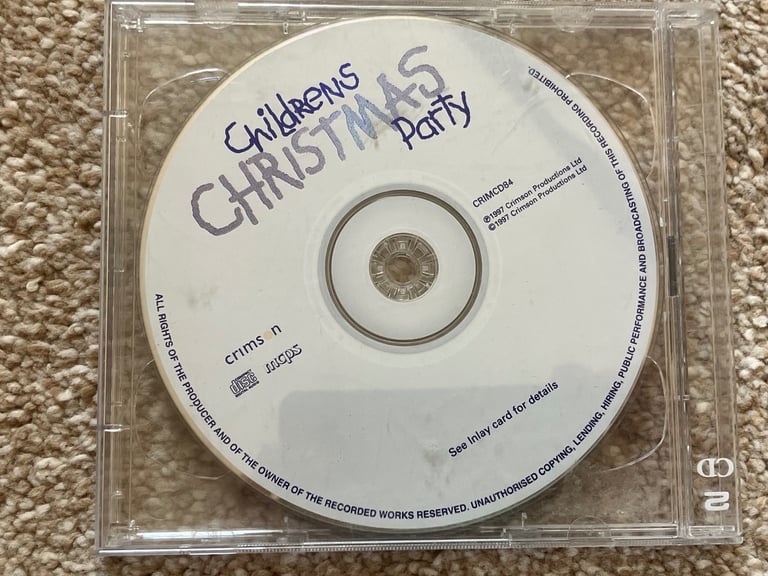 Childrens
CHRISTMAS
Party
CRIMCD84
℗1997 Crimson Productions Ltd
©1997 Crimson Productions Ltd
crimson
disc
mcps
See Inlay card for details
ALL RIGHTS OF THE PRODUCER AND OF THE OWNER OF THE RECORDED WORKS RESERVED. UNAUTHORISED COPYING, LENDING, HIRING, PUBLIC PERFORMANCE AND BROADCASTING OF THIS RECORDING PROHIBITED.
2